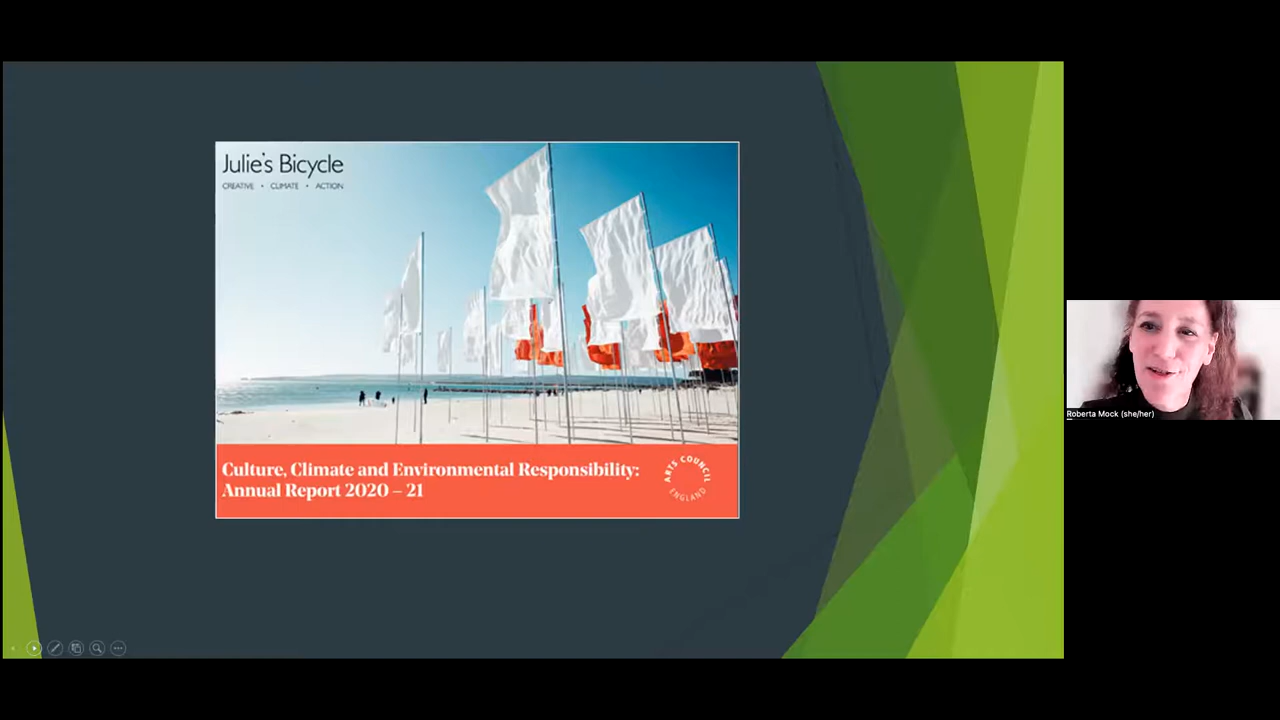 Julie's Bicycle
CREATIVE • CLIMATE • ACTION
Culture, Climate and Environmental Responsibility:
Annual Report 2020 – 21
ARTS COUNCIL
ENGLAND
Roberta Mock (she/her)